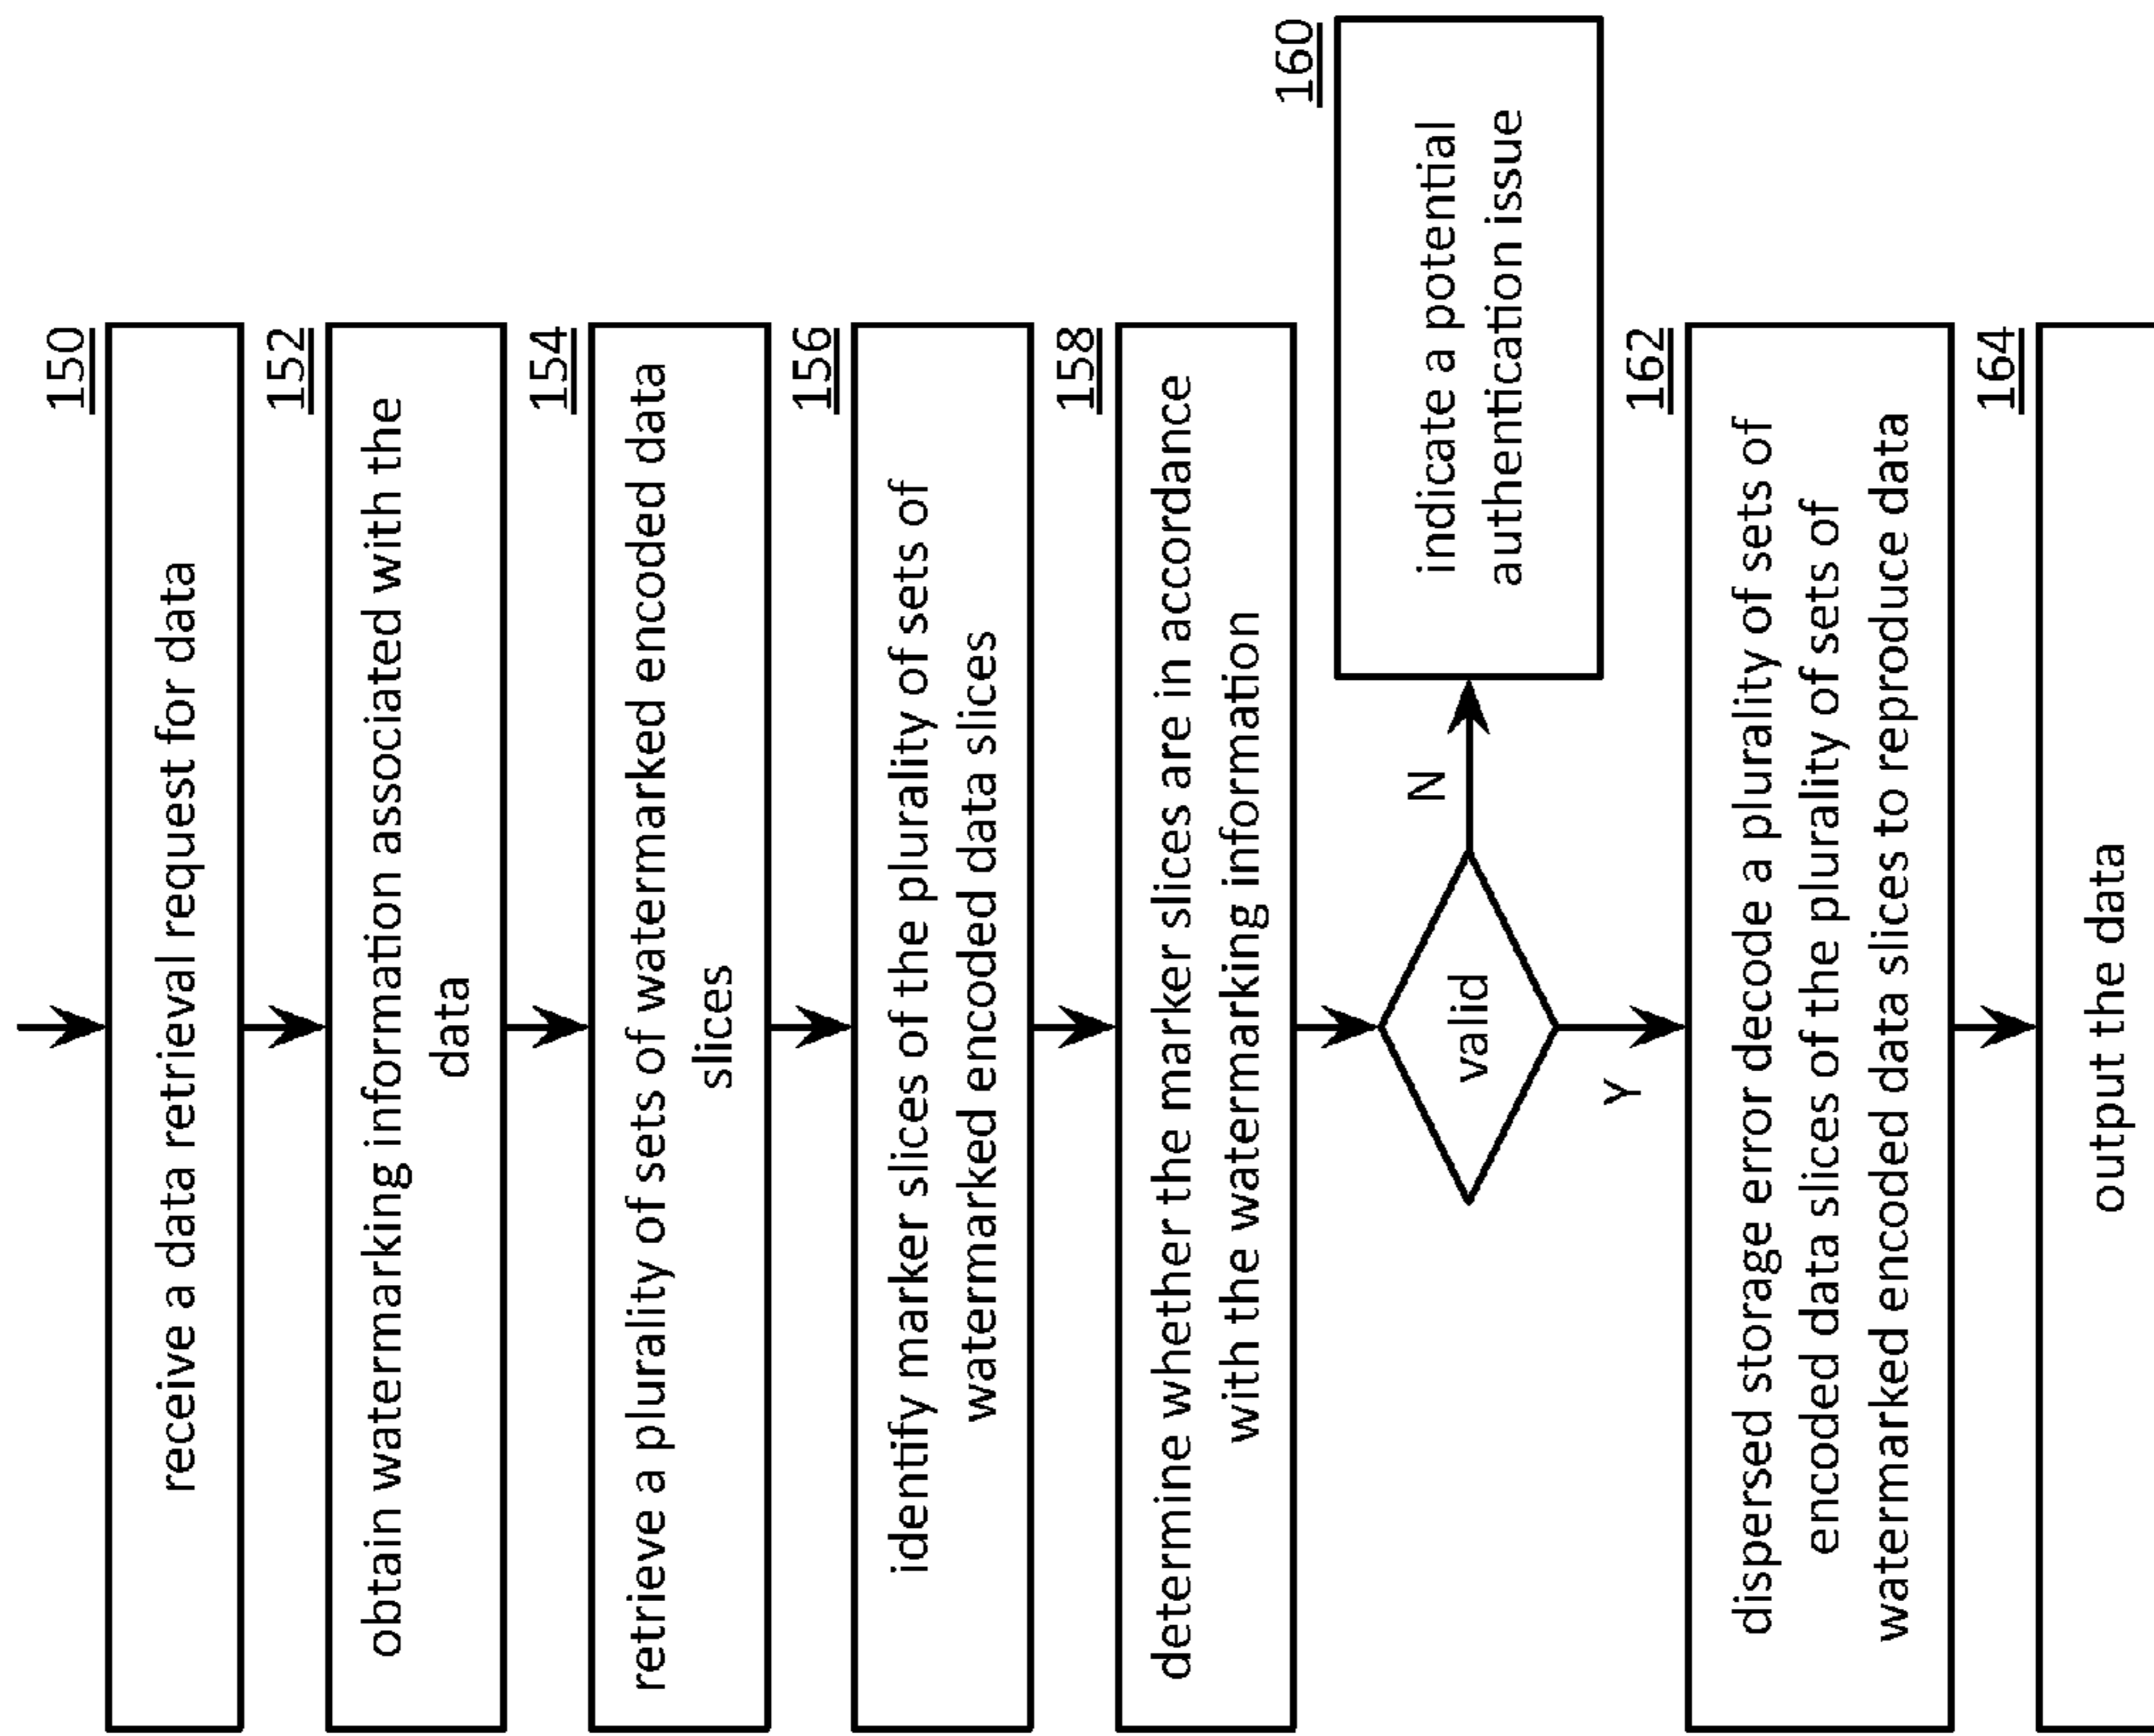 150
receive a data retrieval request for data
152
obtain watermarking information associated with the
data
154
retrieve a plurality of sets of watermarked encoded data
slices
156
identify marker slices of the plurality of sets of
watermarked encoded data slices
158
determine whether the marker slices are in accordance
with the watermarking information
valid
N
160
indicate a potential
authentication issue
Y
162
dispersed storage error decode a plurality of sets of
encoded data slices of the plurality of sets of
watermarked encoded data slices to reproduce data
164
output the data